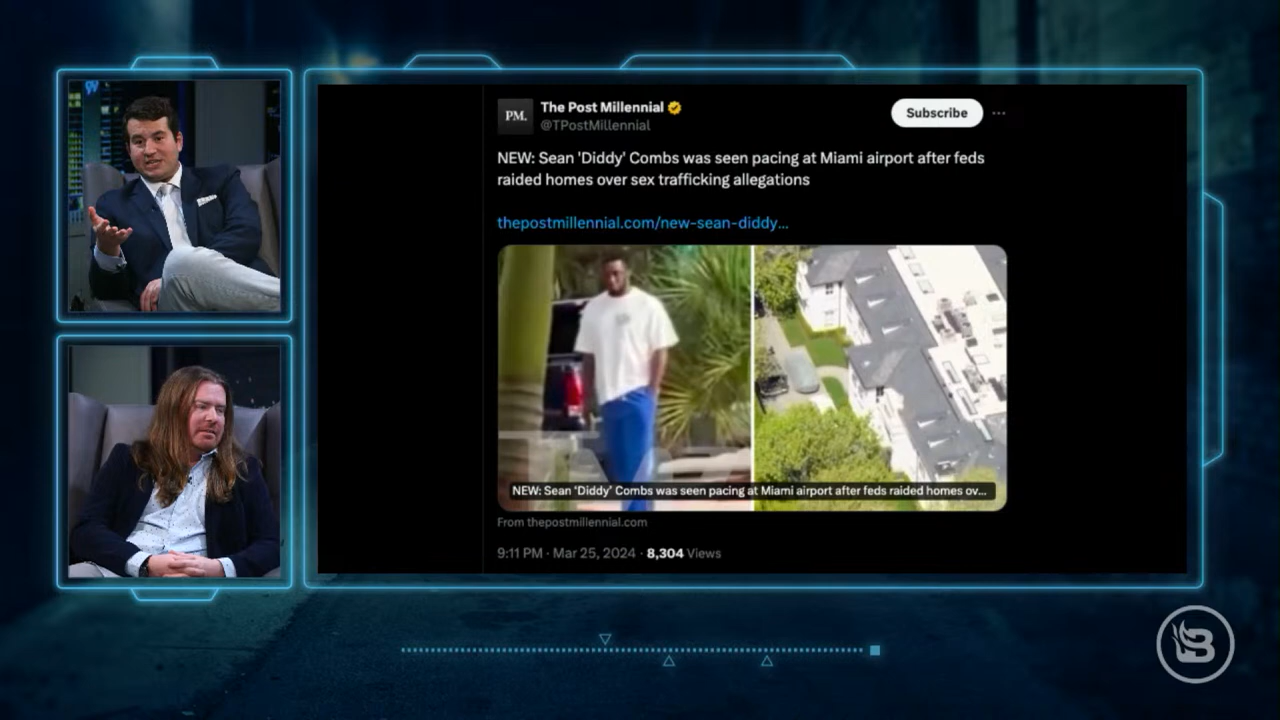 PM.
The Post Millennial
@TPostMillennial
Subscribe
NEW: Sean 'Diddy' Combs was seen pacing at Miami airport after feds
raided homes over sex trafficking allegations
thepostmillennial.com/new-sean-diddy...
NEW: Sean 'Diddy' Combs was seen pacing at Miami airport after feds raided homes ov...
From thepostmillennial.com
9:11 PM · Mar 25, 2024 · 8,304 Views
B